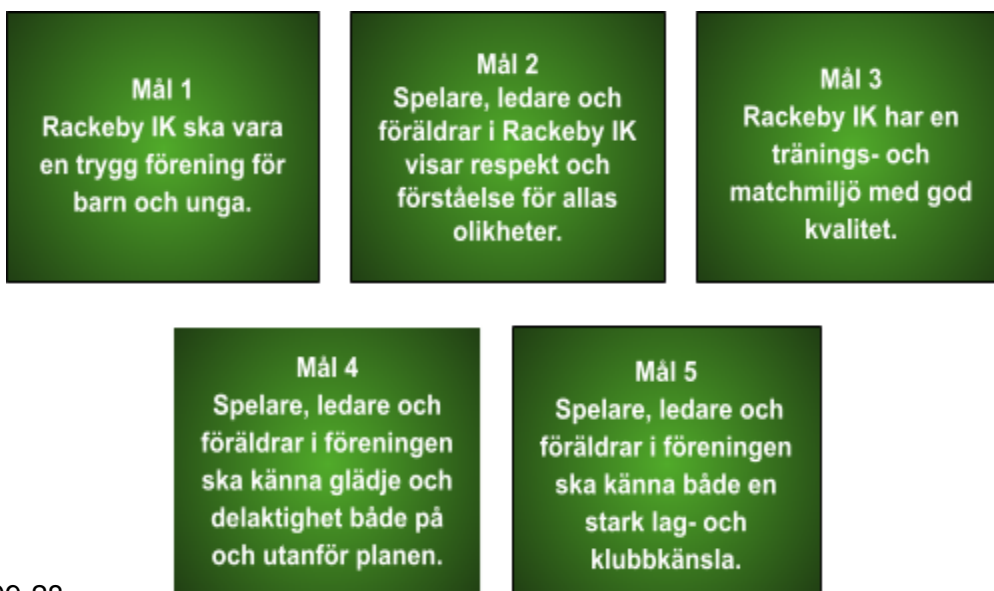 Mål 1
Rackeby IK ska vara
en trygg förening för
barn och unga.
Mål 2
Spelare, ledare och
föräldrar i Rackeby IK
visar respekt och
förståelse för allas
olikheter.
Mål 3
Rackeby IK har en
tränings- och
matchmiljö med god
kvalitet.
Mål 4
Spelare, ledare och
föräldrar i föreningen
ska känna glädje och
delaktighet både på
och utanför planen.
Mål 5
Spelare, ledare och
föräldrar i föreningen
ska känna både en
stark lag- och
klubbkänsla.